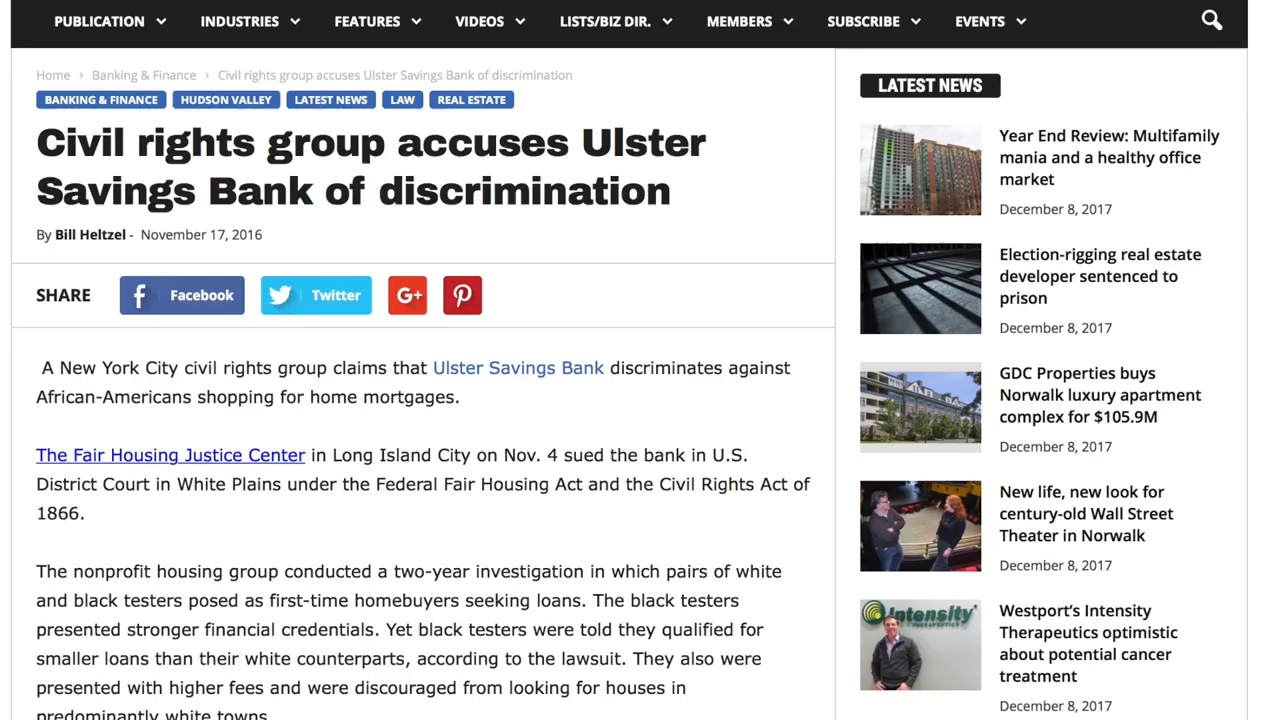 PUBLICATION INDUSTRIES FEATURES VIDEOS LISTS/BIZ DIR. MEMBERS SUBSCRIBE EVENTS
Home › Banking & Finance › Civil rights group accuses Ulster Savings Bank of discrimination
BANKING & FINANCE HUDSON VALLEY LATEST NEWS LAW REAL ESTATE
Civil rights group accuses Ulster
Savings Bank of discrimination
By Bill Heltzel - November 17, 2016
SHARE Facebook Twitter G+
A New York City civil rights group claims that Ulster Savings Bank discriminates against
African-Americans shopping for home mortgages.
The Fair Housing Justice Center in Long Island City on Nov. 4 sued the bank in U.S.
District Court in White Plains under the Federal Fair Housing Act and the Civil Rights Act of
1866.
The nonprofit housing group conducted a two-year investigation in which pairs of white
and black testers posed as first-time homebuyers seeking loans. The black testers
presented stronger financial credentials. Yet black testers were told they qualified for
smaller loans than their white counterparts, according to the lawsuit. They also were
presented with higher fees and were discouraged from looking for houses in
predominantly white towns.
LATEST NEWS
Year End Review: Multifamily
mania and a healthy office
market
December 8, 2017
Election-rigging real estate
developer sentenced to
prison
December 8, 2017
GDC Properties buys
Norwalk luxury apartment
complex for $105.9M
December 8, 2017
New life, new look for
century-old Wall Street
Theater in Norwalk
December 8, 2017
intensity
THERAPEUTICS
Westport's Intensity
Therapeutics optimistic
about potential cancer
treatment
December 8, 2017